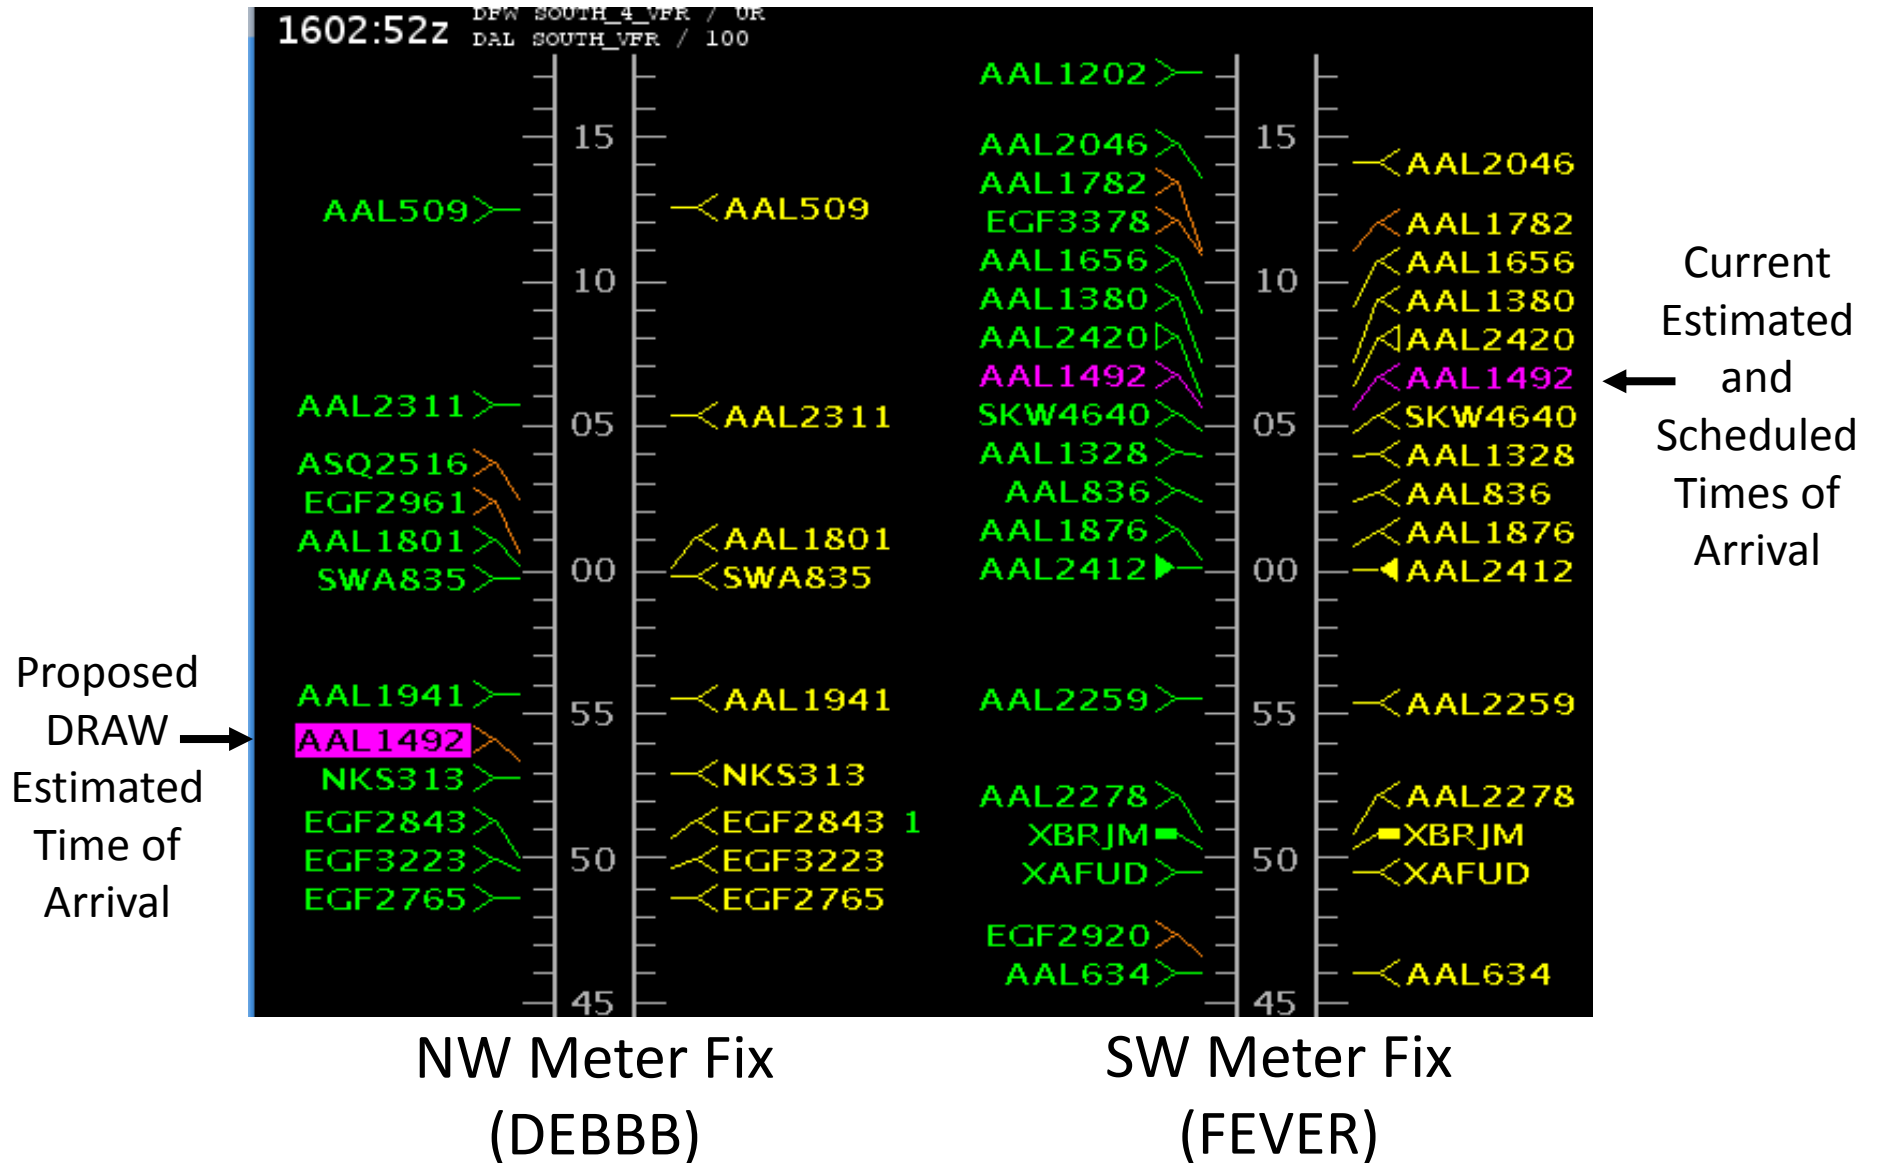 1602:52z
DFW SOUTH_4_VFR / UR
DAL SOUTH_VFR / 100
15
10
05
00
55
50
45
AAL509
AAL2311
ASQ2516
EGF2961
AAL1801
SWA835
AAL1941
AAL1492
NKS313
EGF2843
EGF3223
EGF2765
AAL509
AAL2311
AAL1801
SWA835
AAL1941
NKS313
EGF2843 1
EGF3223
EGF2765
AAL1202
AAL2046
AAL1782
EGF3378
AAL1656
AAL1380
AAL2420
AAL1492
SKW4640
AAL1328
AAL836
AAL1876
AAL2412
AAL2259
AAL2278
XBRJM
XAFUD
EGF2920
AAL634
15
10
05
00
55
50
45
AAL2046
AAL1782
AAL1656
AAL1380
AAL2420
AAL1492
SKW4640
AAL1328
AAL836
AAL1876
AAL2412
AAL2259
AAL2278
XBRJM
XAFUD
AAL634
Proposed
DRAW
Estimated
Time of
Arrival
Current
Estimated
and
Scheduled
Times of
Arrival
NW Meter Fix
(DEBBB)
SW Meter Fix
(FEVER)